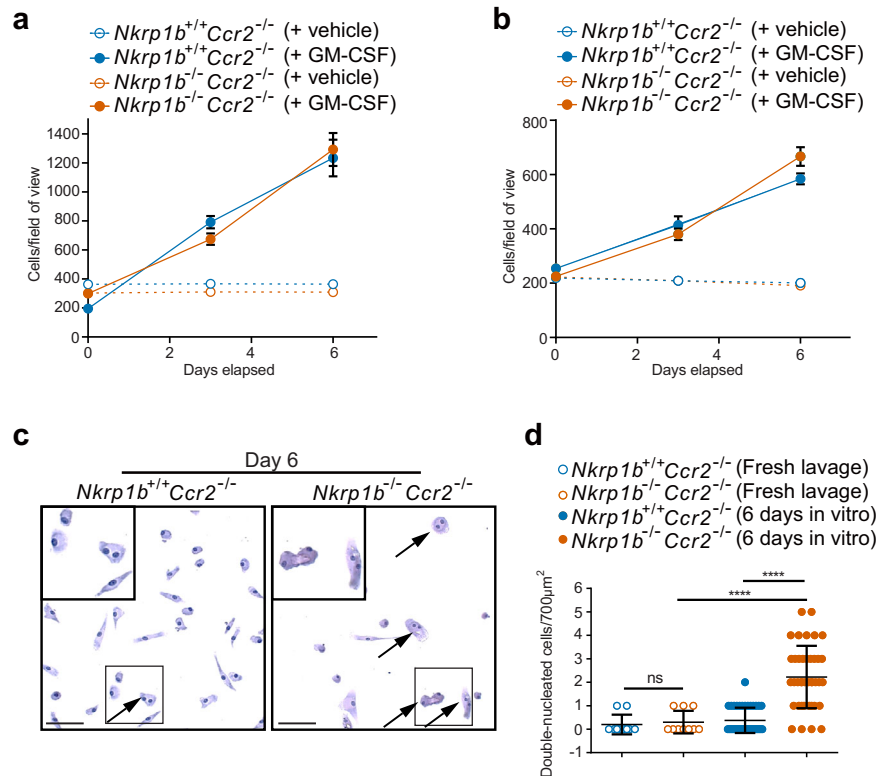 a
Nkrp1b+/+Ccr2-/- (+ vehicle)
Nkrp1b+/+Ccr2-/- (+ GM-CSF)
Nkrp1b-/-Ccr2-/- (+ vehicle)
Nkrp1b-/-Ccr2-/- (+ GM-CSF)
Cells/field of view
1400
1200
1000
800
600
400
200
0
0 2 4 6
Days elapsed
b
Nkrp1b+/+Ccr2-/- (+ vehicle)
Nkrp1b+/+Ccr2-/- (+ GM-CSF)
Nkrp1b-/-Ccr2-/- (+ vehicle)
Nkrp1b-/-Ccr2-/- (+ GM-CSF)
Cells/field of view
800
600
400
200
0
0 2 4 6
Days elapsed
c
Day 6
Nkrp1b+/+Ccr2-/- Nkrp1b-/-Ccr2-/-
d
Nkrp1b+/+Ccr2-/- (Fresh lavage)
Nkrp1b-/-Ccr2-/- (Fresh lavage)
Nkrp1b+/+Ccr2-/- (6 days in vitro)
Nkrp1b-/-Ccr2-/- (6 days in vitro)
Double-nucleated cells/700µm²
6
5
4
3
2
1
0
-1
****
****
ns